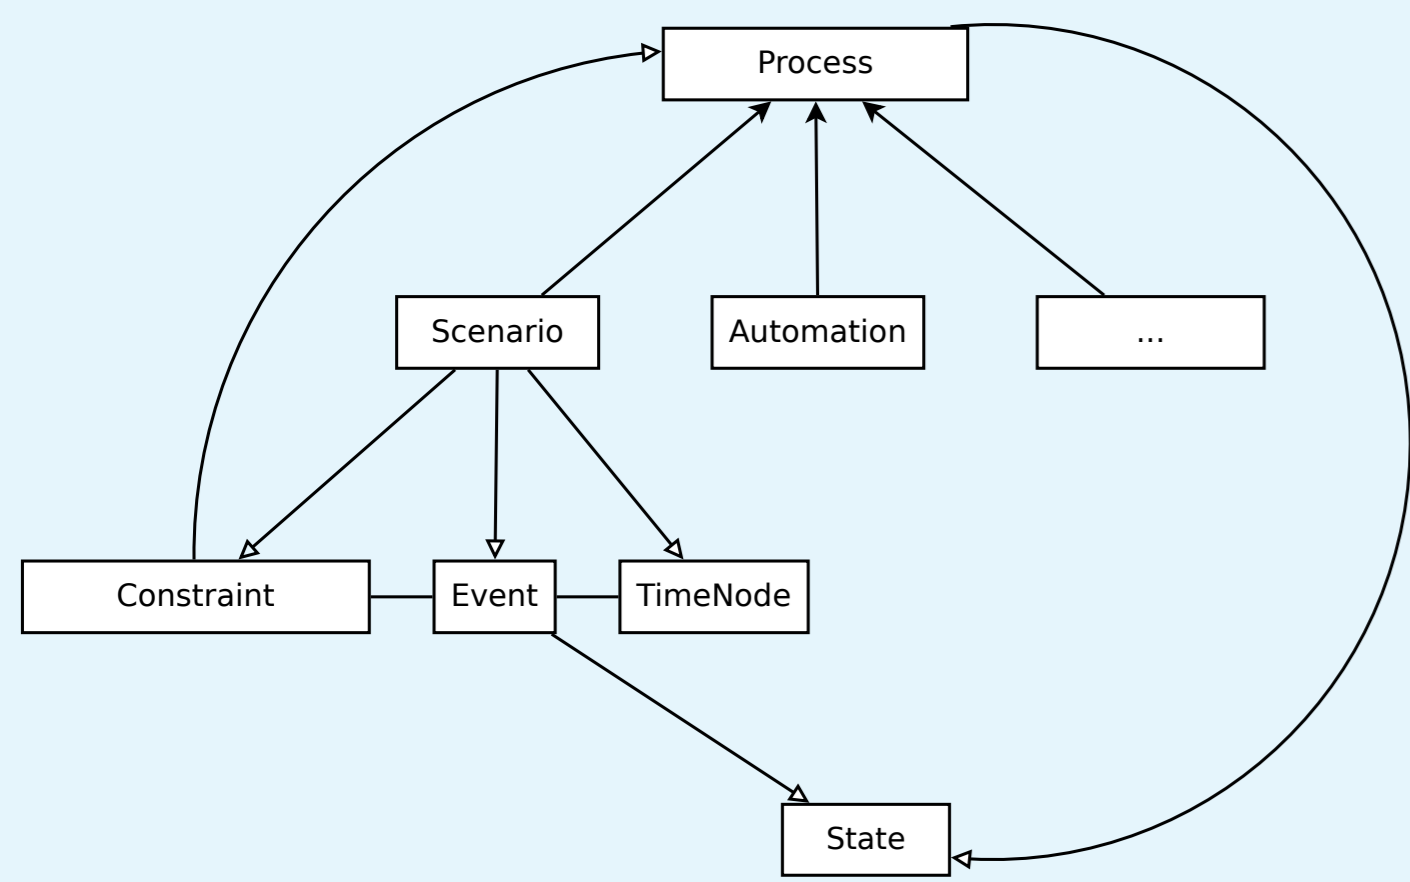 Process
Scenario
Automation
...
Constraint
Event
TimeNode
State